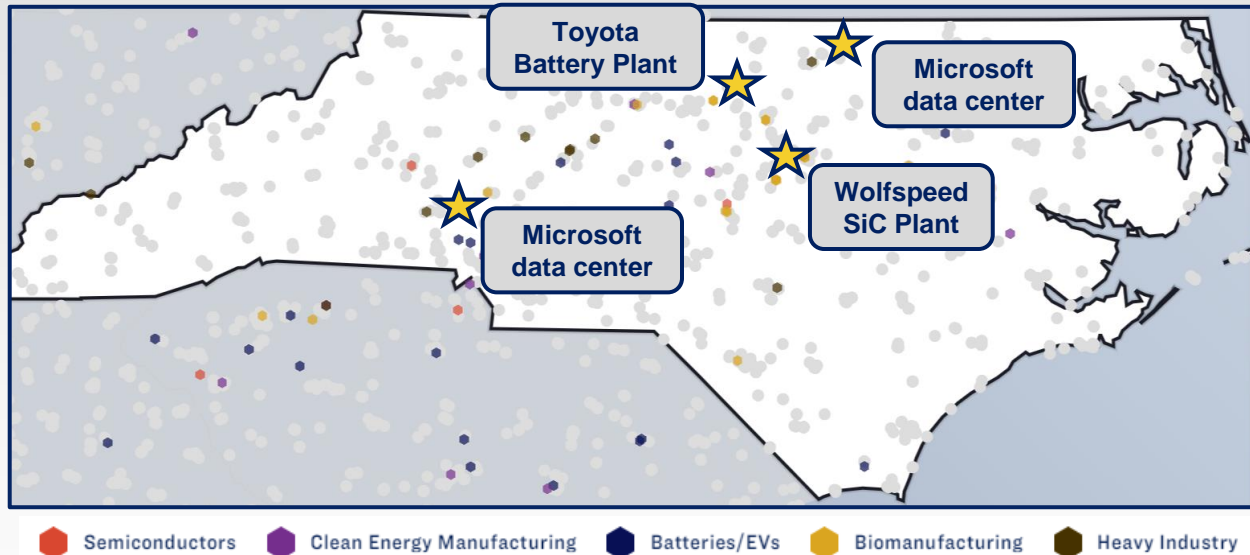 Toyota
Battery Plant
Microsoft
data center
Wolfspeed
SiC Plant
Microsoft
data center
Semiconductors
Clean Energy Manufacturing
Batteries/EVs
Biomanufacturing
Heavy Industry